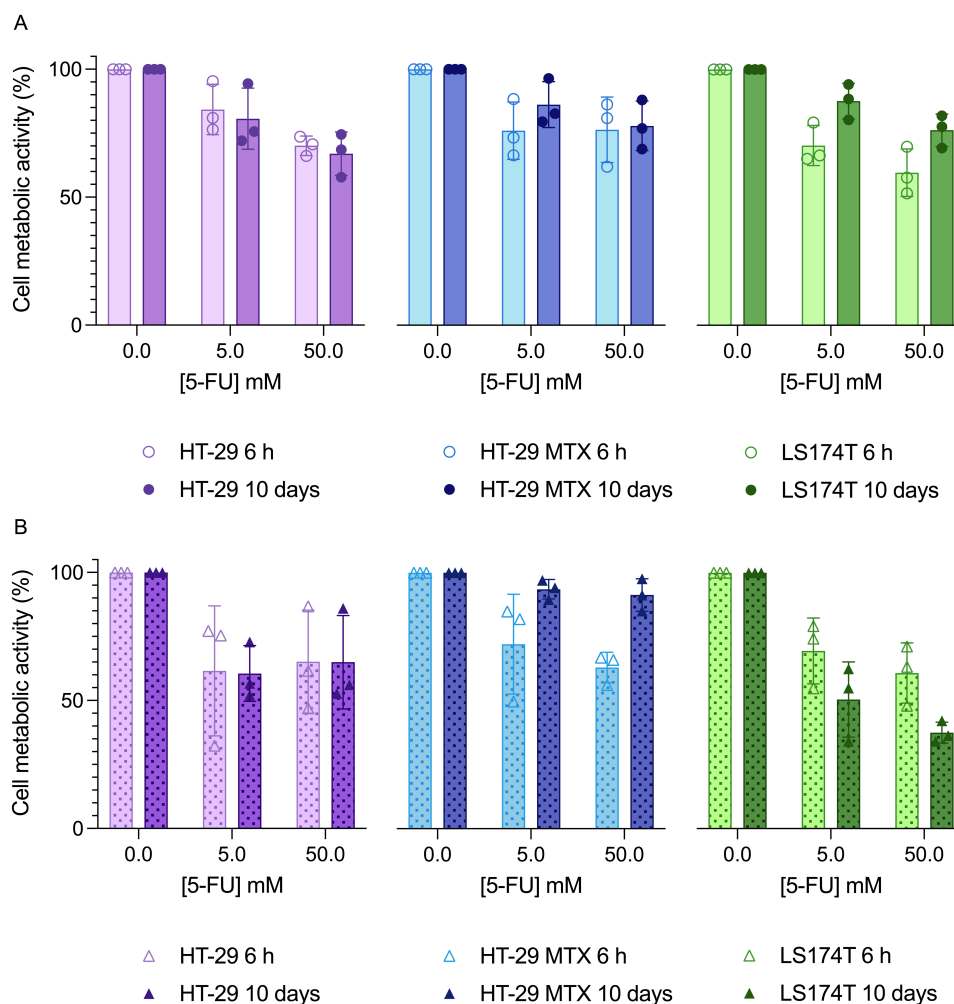 A
Cell metabolic activity (%)
100
50
0
0.0 5.0 50.0
[5-FU] mM
0.0 5.0 50.0
[5-FU] mM
0.0 5.0 50.0
[5-FU] mM
HT-29 6 h
HT-29 10 days
HT-29 MTX 6 h
HT-29 MTX 10 days
LS174T 6 h
LS174T 10 days
B
Cell metabolic activity (%)
100
50
0
0.0 5.0 50.0
[5-FU] mM
0.0 5.0 50.0
[5-FU] mM
0.0 5.0 50.0
[5-FU] mM
HT-29 6 h
HT-29 10 days
HT-29 MTX 6 h
HT-29 MTX 10 days
LS174T 6 h
LS174T 10 days